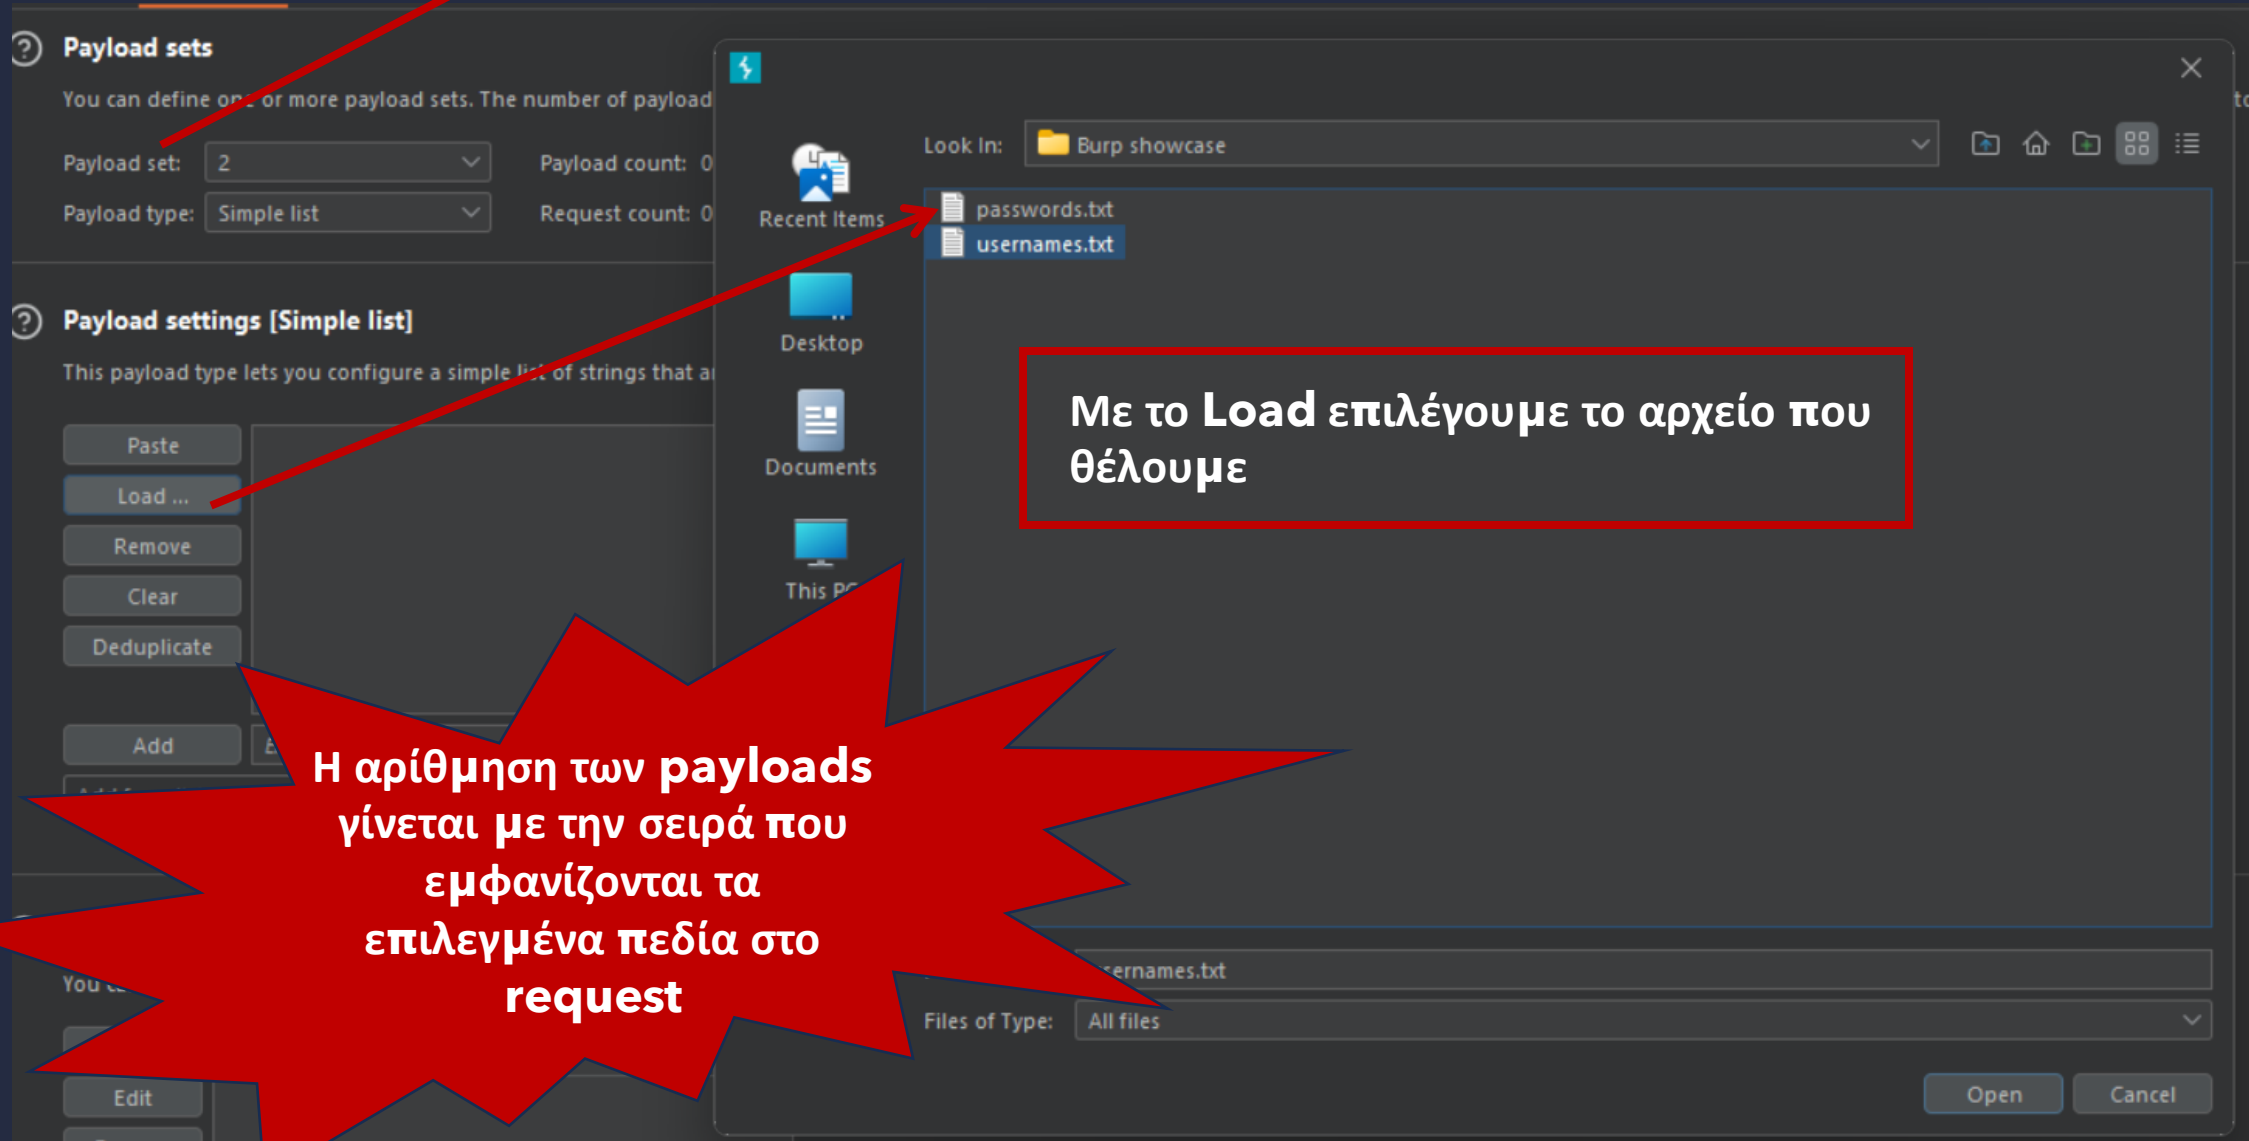 Payload sets
You can define one or more payload sets. The number of payload
Payload set:
2
Payload count: 0
Payload type:
Simple list
Request count: 0
Payload settings [Simple list]
This payload type lets you configure a simple list of strings that
Paste
Load ...
Remove
Clear
Deduplicate
Add
You
Edit
Look In:
Burp showcase
Recent Items
Desktop
Documents
This PC
passwords.txt
usernames.txt
Με το Load επιλέγουμε το αρχείο που
θέλουμε
Η αρίθμηση των payloads
γίνεται με την σειρά που
εμφανίζονται τα
επιλεγμένα πεδία στο
request
usernames.txt
Files of Type:
All files
Open
Cancel